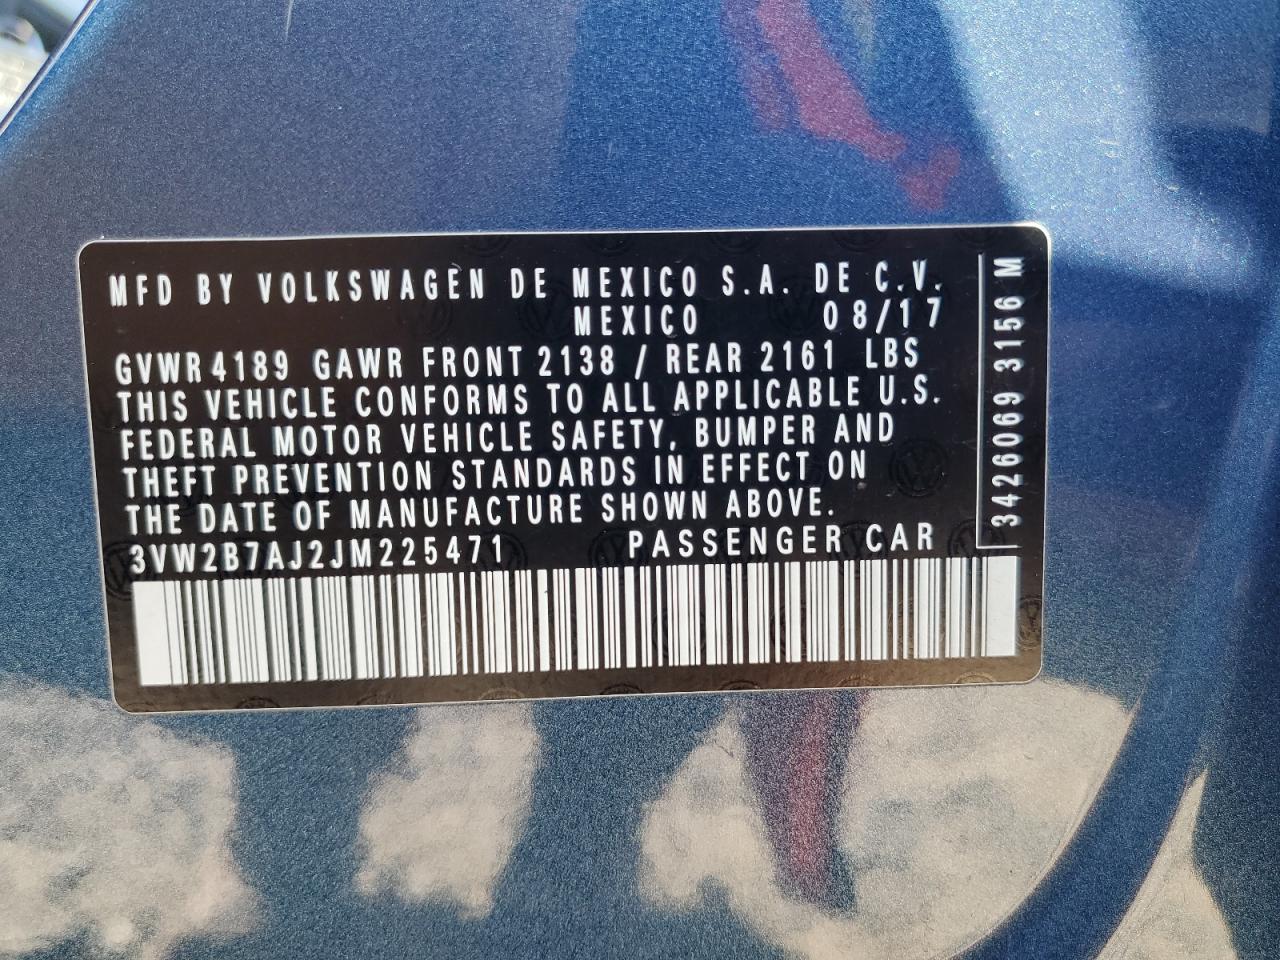 MFD BY VOLKSWAGEN DE MEXICO S.A. DE C.V.
MEXICO 08/17
GVWR 4189 GAWR FRONT 2138 / REAR 2161 LBS
THIS VEHICLE CONFORMS TO ALL APPLICABLE U.S.
FEDERAL MOTOR VEHICLE SAFETY, BUMPER AND
THEFT PREVENTION STANDARDS IN EFFECT ON
THE DATE OF MANUFACTURE SHOWN ABOVE.
3VW2B7AJ2JM225471 PASSENGER CAR
3426069 3156 M